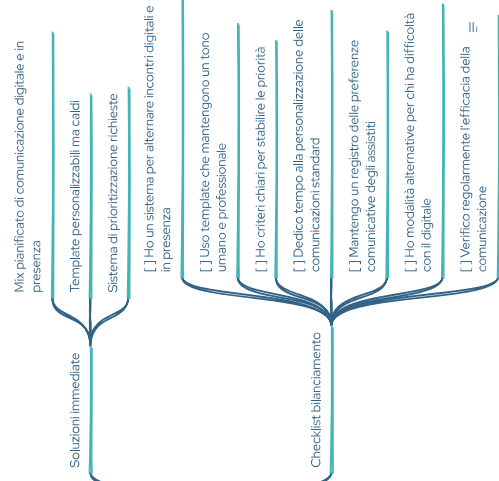 Mix pianificato di comunicazione digitale e in
presenza
Template personalizzabili ma caldi
Sistema di prioritizzazione richieste
Soluzioni immediate
[ ] Ho un sistema per alternare incontri digitali e
in presenza
[ ] Uso template che mantengono un tono
umano e professionale
[ ] Ho criteri chiari per stabilire le priorità
[ ] Dedico tempo alla personalizzazione delle
comunicazioni standard
[ ] Mantengo un registro delle preferenze
comunicative degli assistiti
[ ] Ho modalità alternative per chi ha difficoltà
con il digitale
[ ] Verifico regolarmente l'efficacia della
comunicazione
Checklist bilanciamento